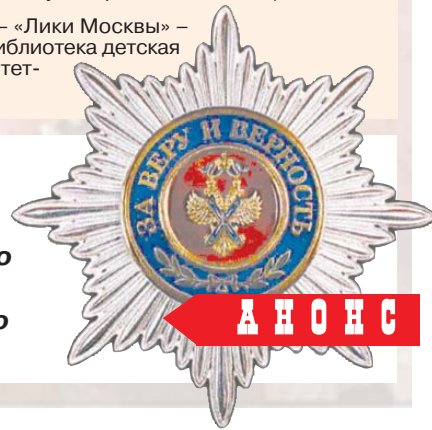 – «Лики Москвы» –
иблиотека детская
тет-
ЗА ВЕРУ И ВЕРНОСТЬ
о
о
АНОНС